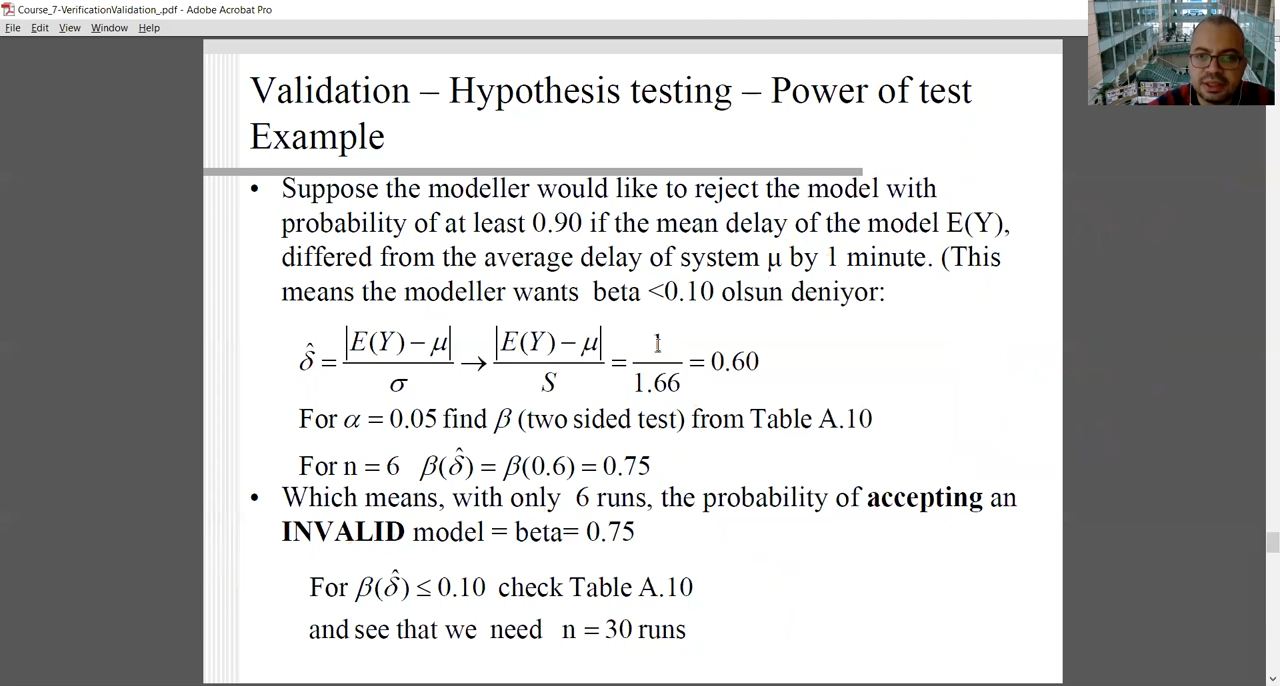 Course_7-VerificationValidation_.pdf - Adobe Acrobat Pro
File Edit View Window Help
Validation – Hypothesis testing – Power of test
Example
• Suppose the modeller would like to reject the model with
probability of at least 0.90 if the mean delay of the model E(Y),
differed from the average delay of system μ by 1 minute. (This
means the modeller wants beta <0.10 olsun deniyor:
δ̂ = |E(Y) − μ| / σ → |E(Y) − μ| / S = 1 / 1.66 = 0.60
For α = 0.05 find β (two sided test) from Table A.10
For n = 6 β(δ̂) = β(0.6) = 0.75
• Which means, with only 6 runs, the probability of accepting an
INVALID model = beta= 0.75
For β(δ̂) ≤ 0.10 check Table A.10
and see that we need n = 30 runs